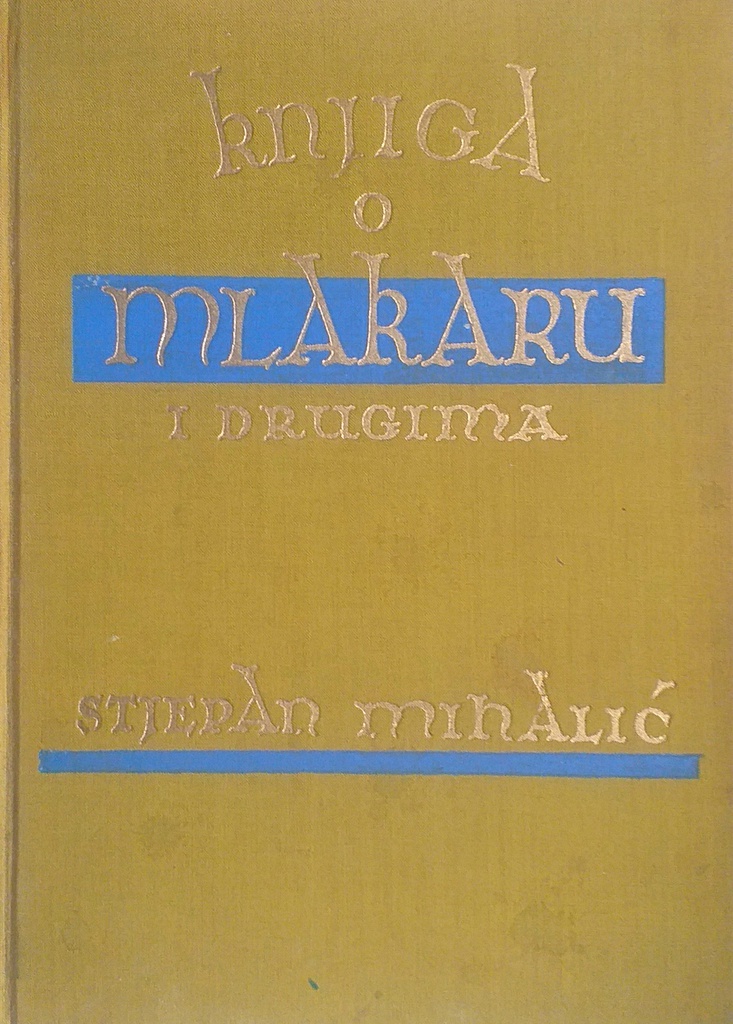 knjiga
o
mlakaru
i drugima
stjepan mihalić